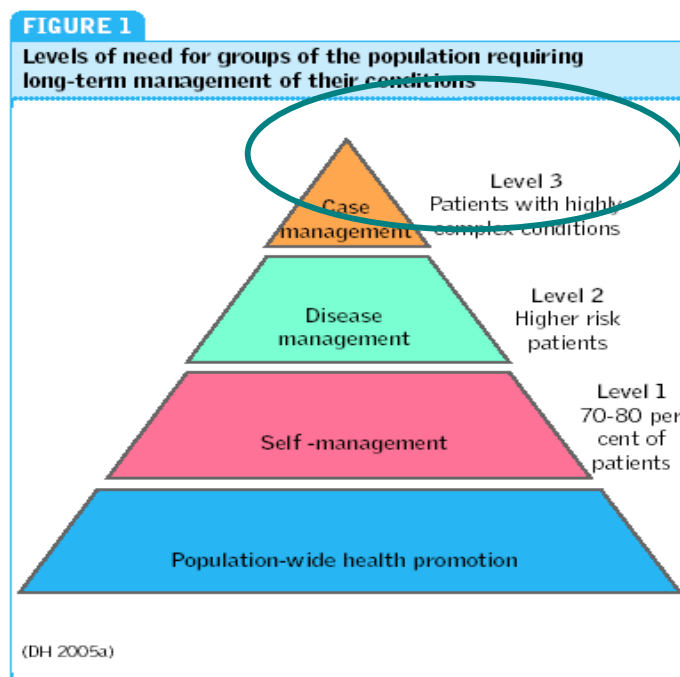 FIGURE 1
Levels of need for groups of the population requiring
long-term management of their conditions
Case
management
Level 3
Patients with highly
complex conditions
Disease
management
Level 2
Higher risk
patients
Self -management
Level 1
70-80 per
cent of
patients
Population-wide health promotion
(DH 2005a)